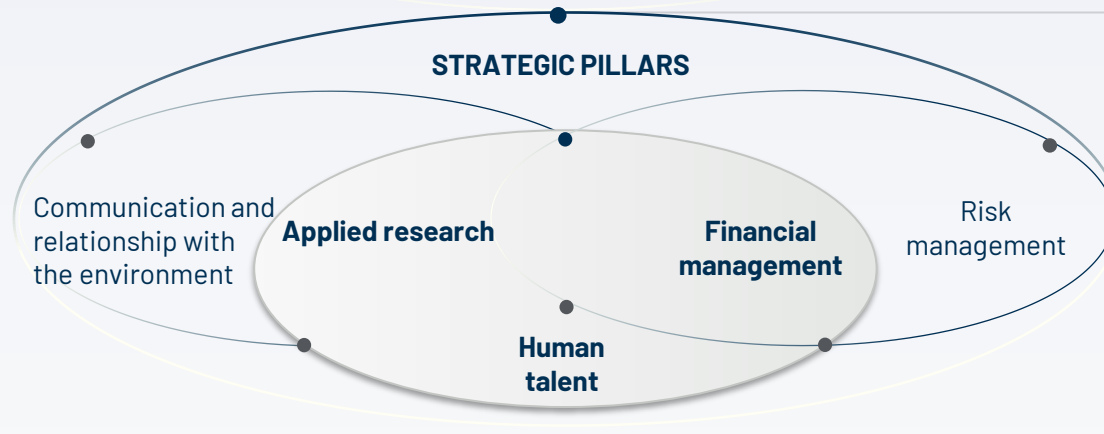 STRATEGIC PILLARS
Communication and
relationship with
the environment
Applied research
Financial
management
Risk
management
Human
talent